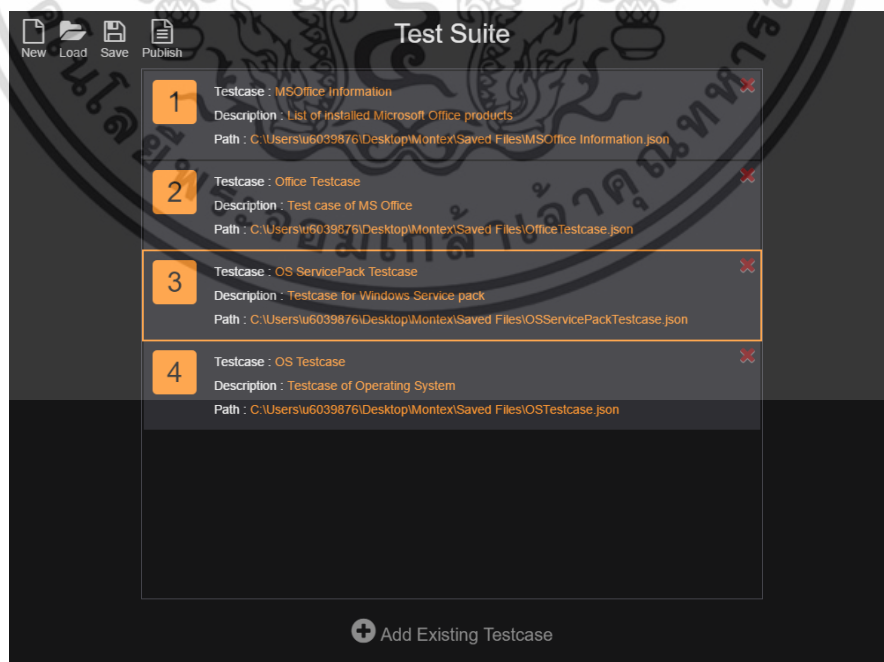 Test Suite
New Load Save Publish
1
Testcase : MSOffice Information
Description : List of installed Microsoft Office products
Path : C:\Users\u6039876\Desktop\Montex\Saved Files\MSOffice Information.json
2
Testcase : Office Testcase
Description : Test case of MS Office
Path : C:\Users\u6039876\Desktop\Montex\Saved Files\OfficeTestcase.json
3
Testcase : OS ServicePack Testcase
Description : Testcase for Windows Service pack
Path : C:\Users\u6039876\Desktop\Montex\Saved Files\OSServicePackTestcase.json
4
Testcase : OS Testcase
Description : Testcase of Operating System
Path : C:\Users\u6039876\Desktop\Montex\Saved Files\OSTestcase.json
Add Existing Testcase